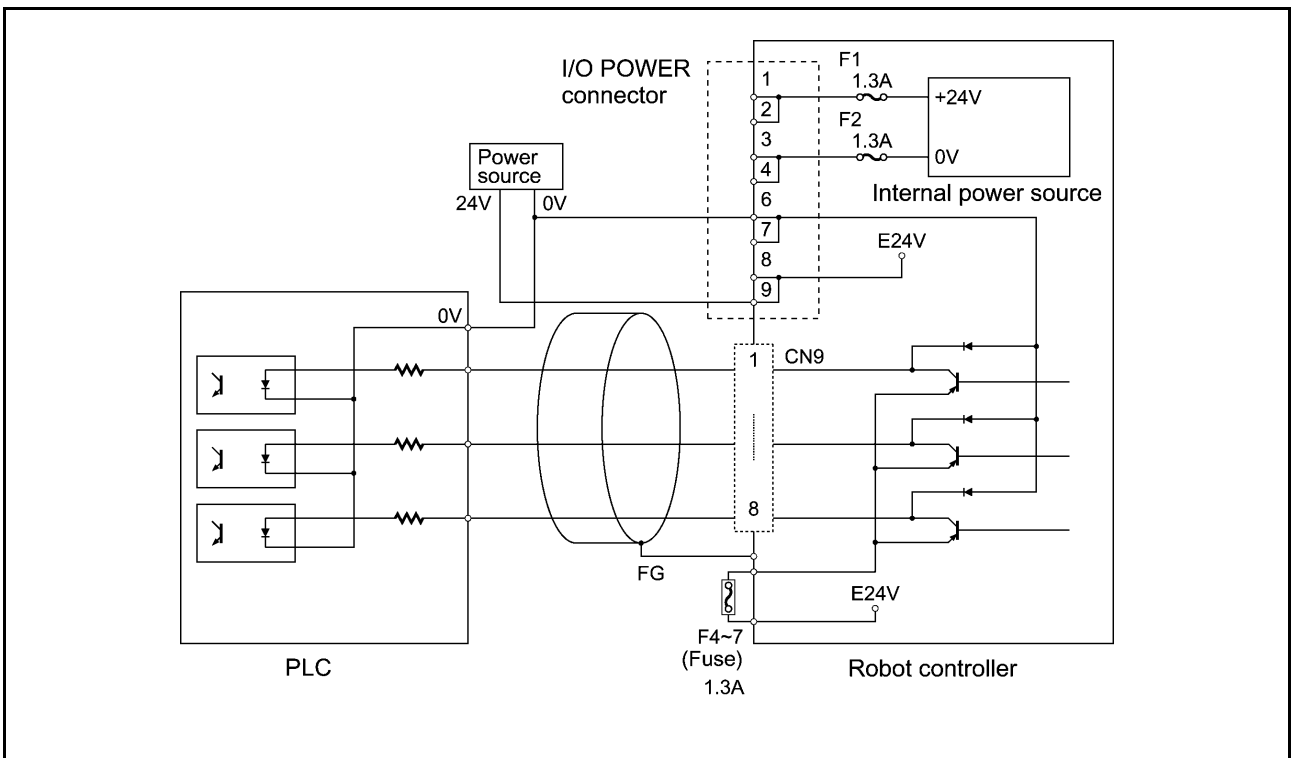 I/O POWER
connector
1
2
3
4
6
7
8
9
F1
1.3A
F2
1.3A
+24V
0V
Internal power source
Power
source
24V
0V
E24V
0V
1
CN9
8
FG
E24V
F4~7
(Fuse)
1.3A
PLC
Robot controller